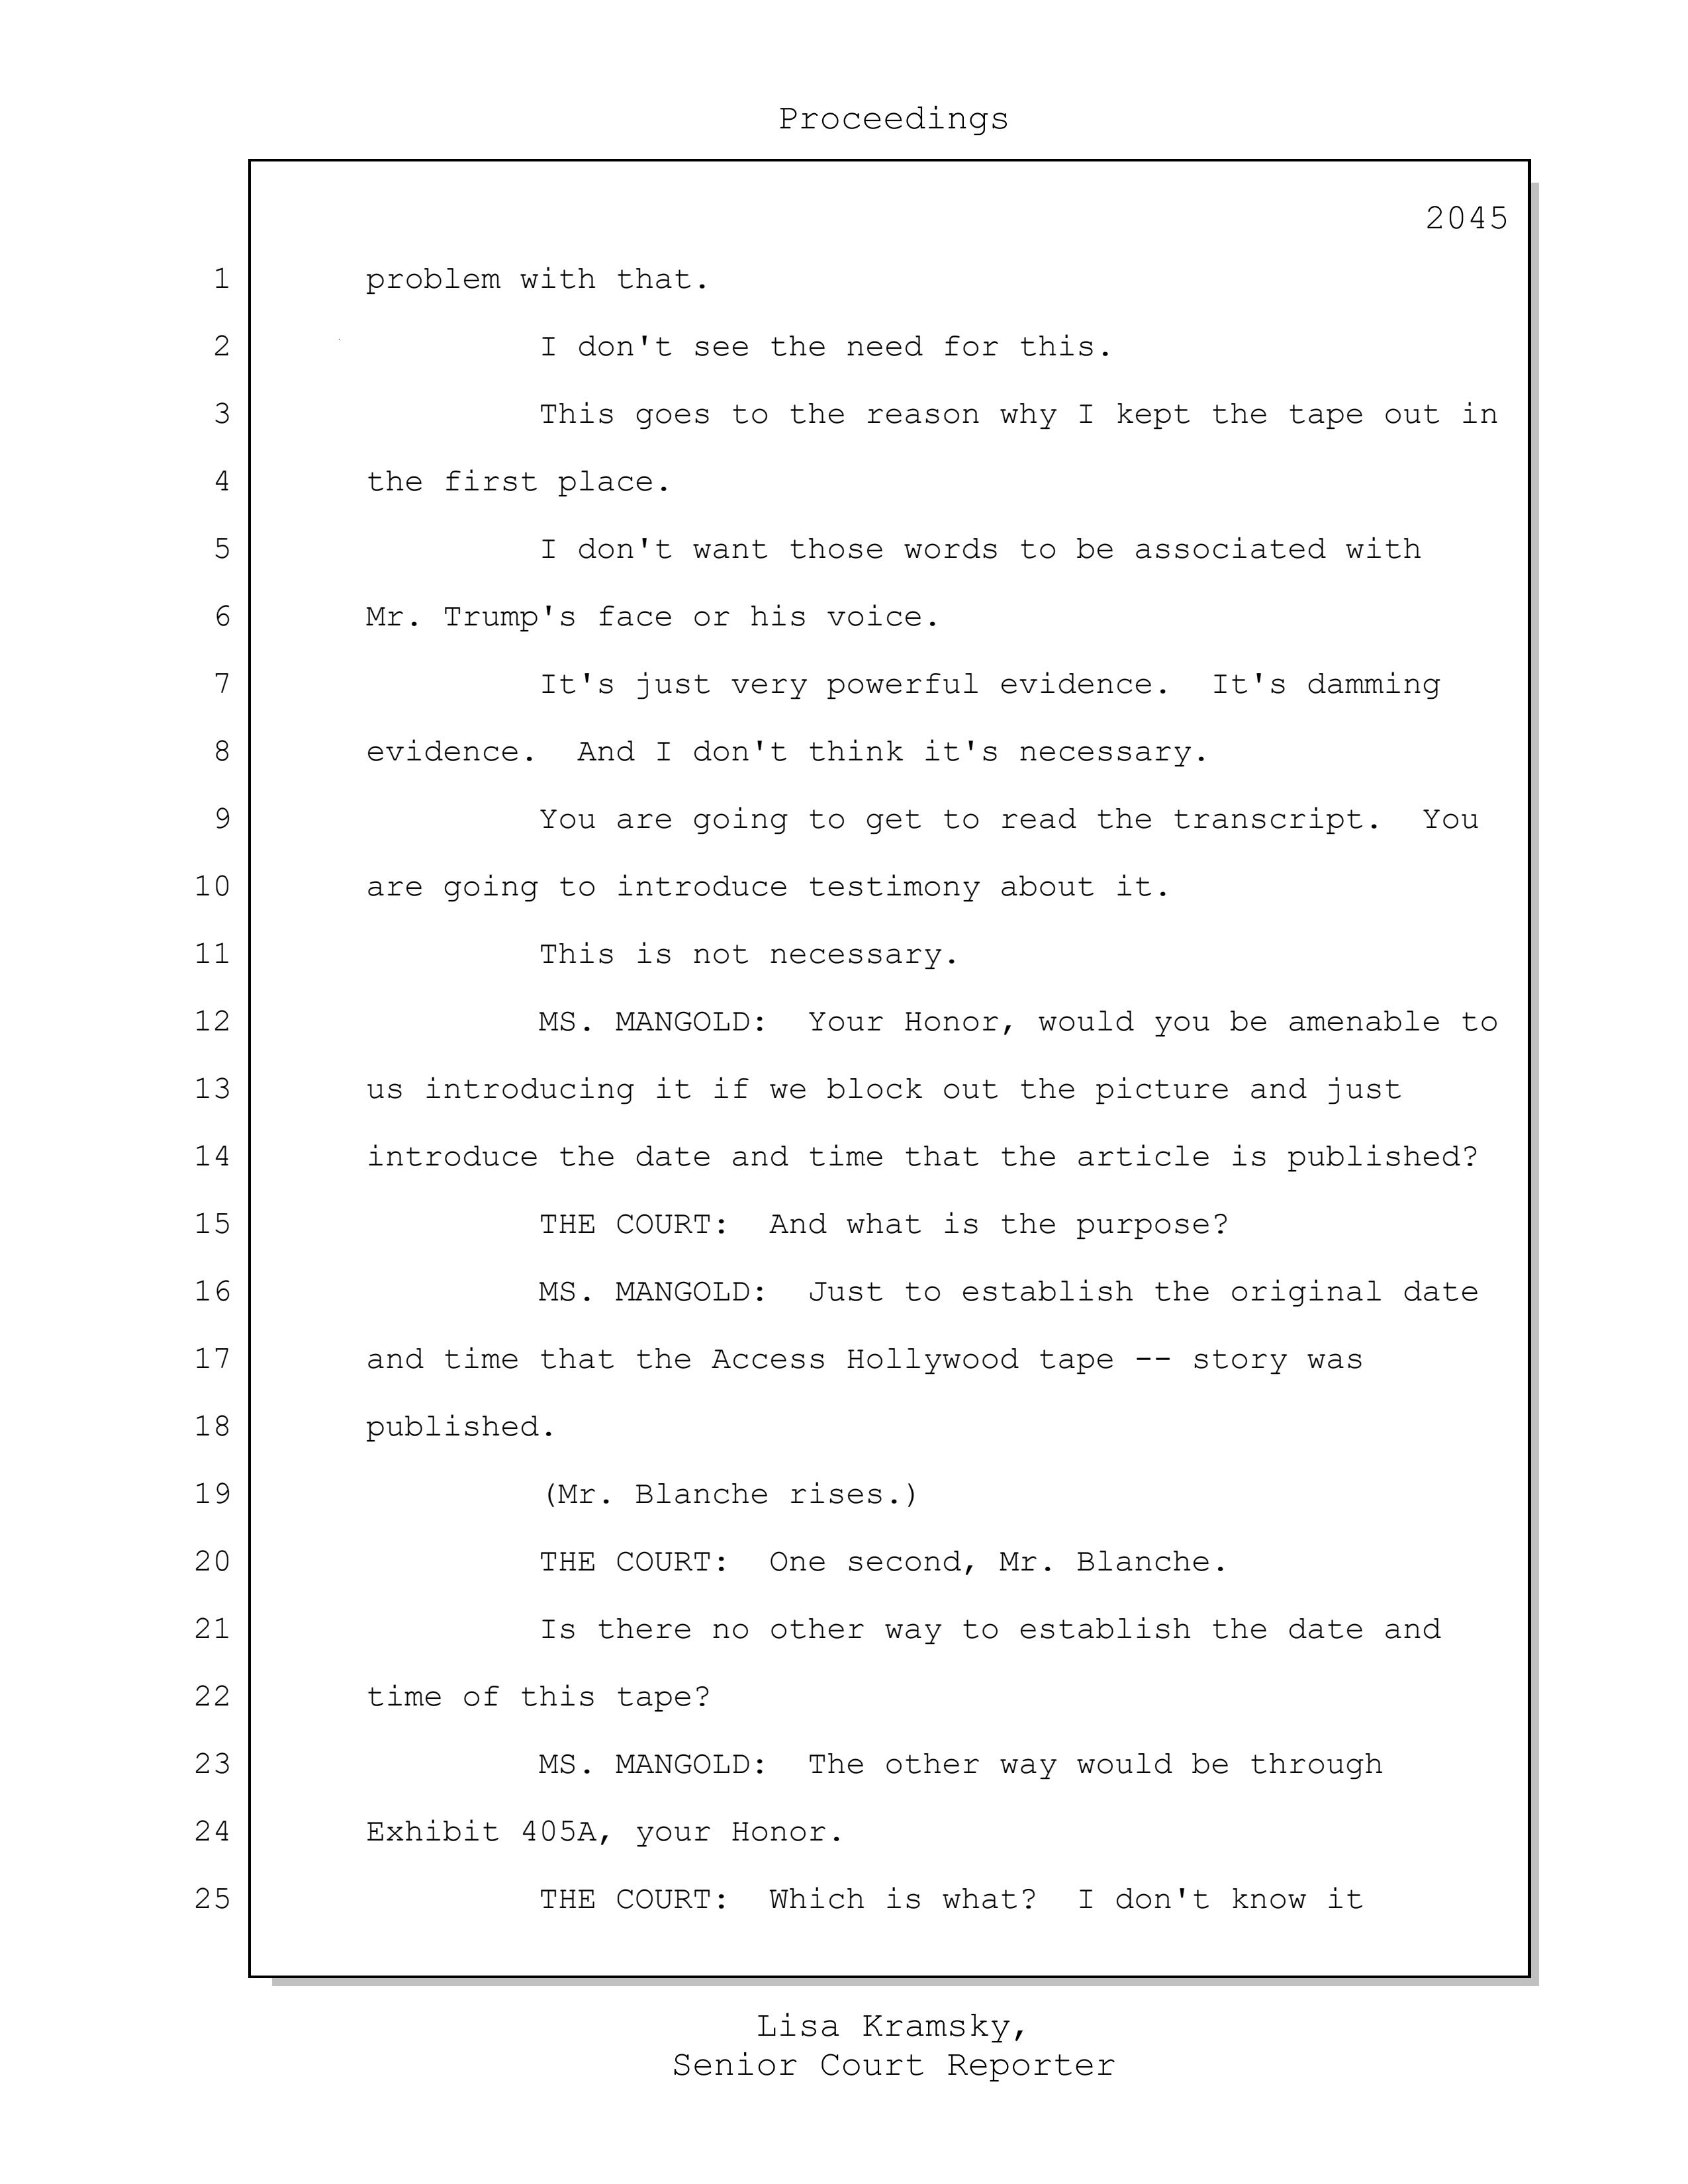 Proceedings
2045
1 problem with that.
2 I don't see the need for this.
3 This goes to the reason why I kept the tape out in
4 the first place.
5 I don't want those words to be associated with
6 Mr. Trump's face or his voice.
7 It's just very powerful evidence.  It's damming
8 evidence.  And I don't think it's necessary.
9 You are going to get to read the transcript.  You
10 are going to introduce testimony about it.
11 This is not necessary.
12 MS. MANGOLD:  Your Honor, would you be amenable to
13 us introducing it if we block out the picture and just
14 introduce the date and time that the article is published?
15 THE COURT:  And what is the purpose?
16 MS. MANGOLD:  Just to establish the original date
17 and time that the Access Hollywood tape -- story was
18 published.
19 (Mr. Blanche rises.)
20 THE COURT:  One second, Mr. Blanche.
21 Is there no other way to establish the date and
22 time of this tape?
23 MS. MANGOLD:  The other way would be through
24 Exhibit 405A, your Honor.
25 THE COURT:  Which is what?  I don't know it
Lisa Kramsky,
Senior Court Reporter